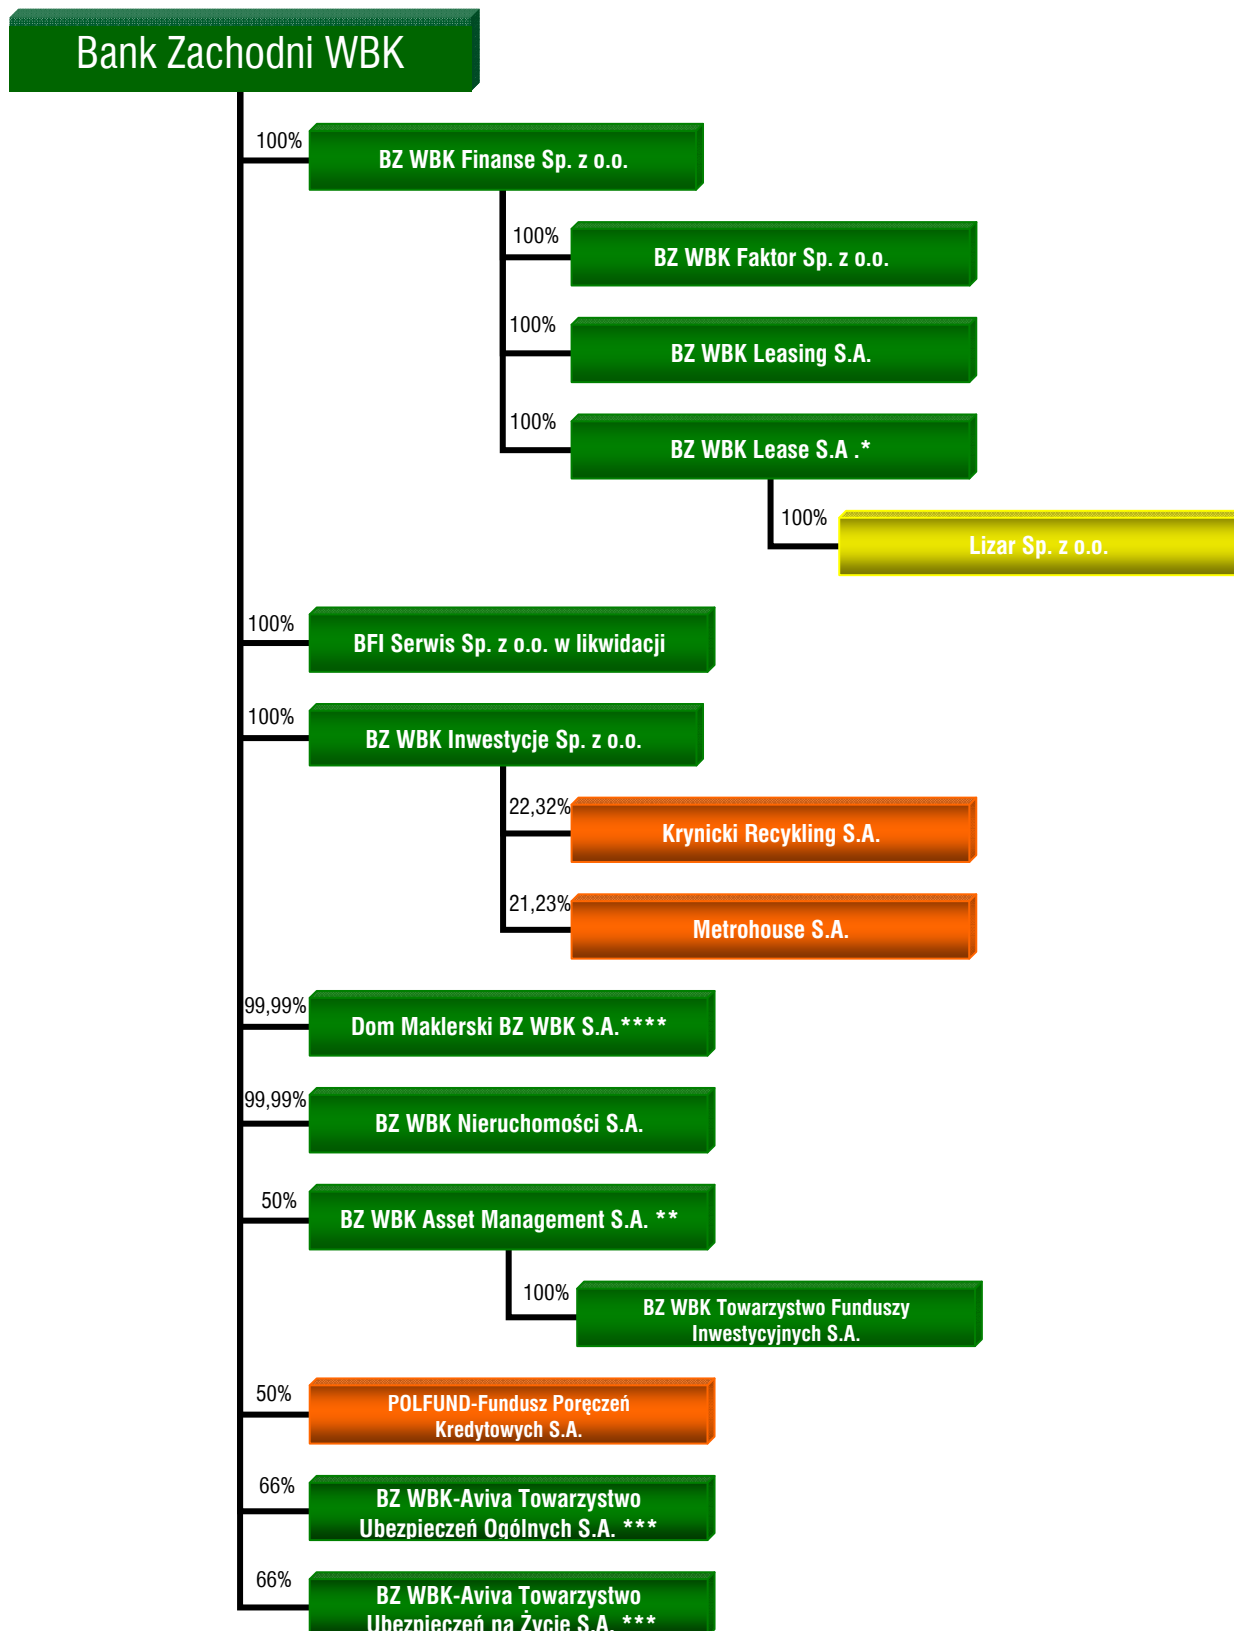 Bank Zachodni WBK
100%
BZ WBK Finanse Sp. z o.o.
100%
BZ WBK Faktor Sp. z o.o.
100%
BZ WBK Leasing S.A.
100%
BZ WBK Lease S.A .*
100%
Lizar Sp. z o.o.
100%
BFI Serwis Sp. z o.o. w likwidacji
100%
BZ WBK Inwestycje Sp. z o.o.
22,32%
Krynicki Recykling S.A.
21,23%
Metrohouse S.A.
99,99%
Dom Maklerski BZ WBK S.A.****
99,99%
BZ WBK Nieruchomości S.A.
50%
BZ WBK Asset Management S.A. **
100%
BZ WBK Towarzystwo Funduszy
Inwestycyjnych S.A.
50%
POLFUND-Fundusz Poręczeń
Kredytowych S.A.
66%
BZ WBK-Aviva Towarzystwo
Ubezpieczeń Ogólnych S.A. ***
66%
BZ WBK-Aviva Towarzystwo
Ubezpieczeń na Życie S.A. ***